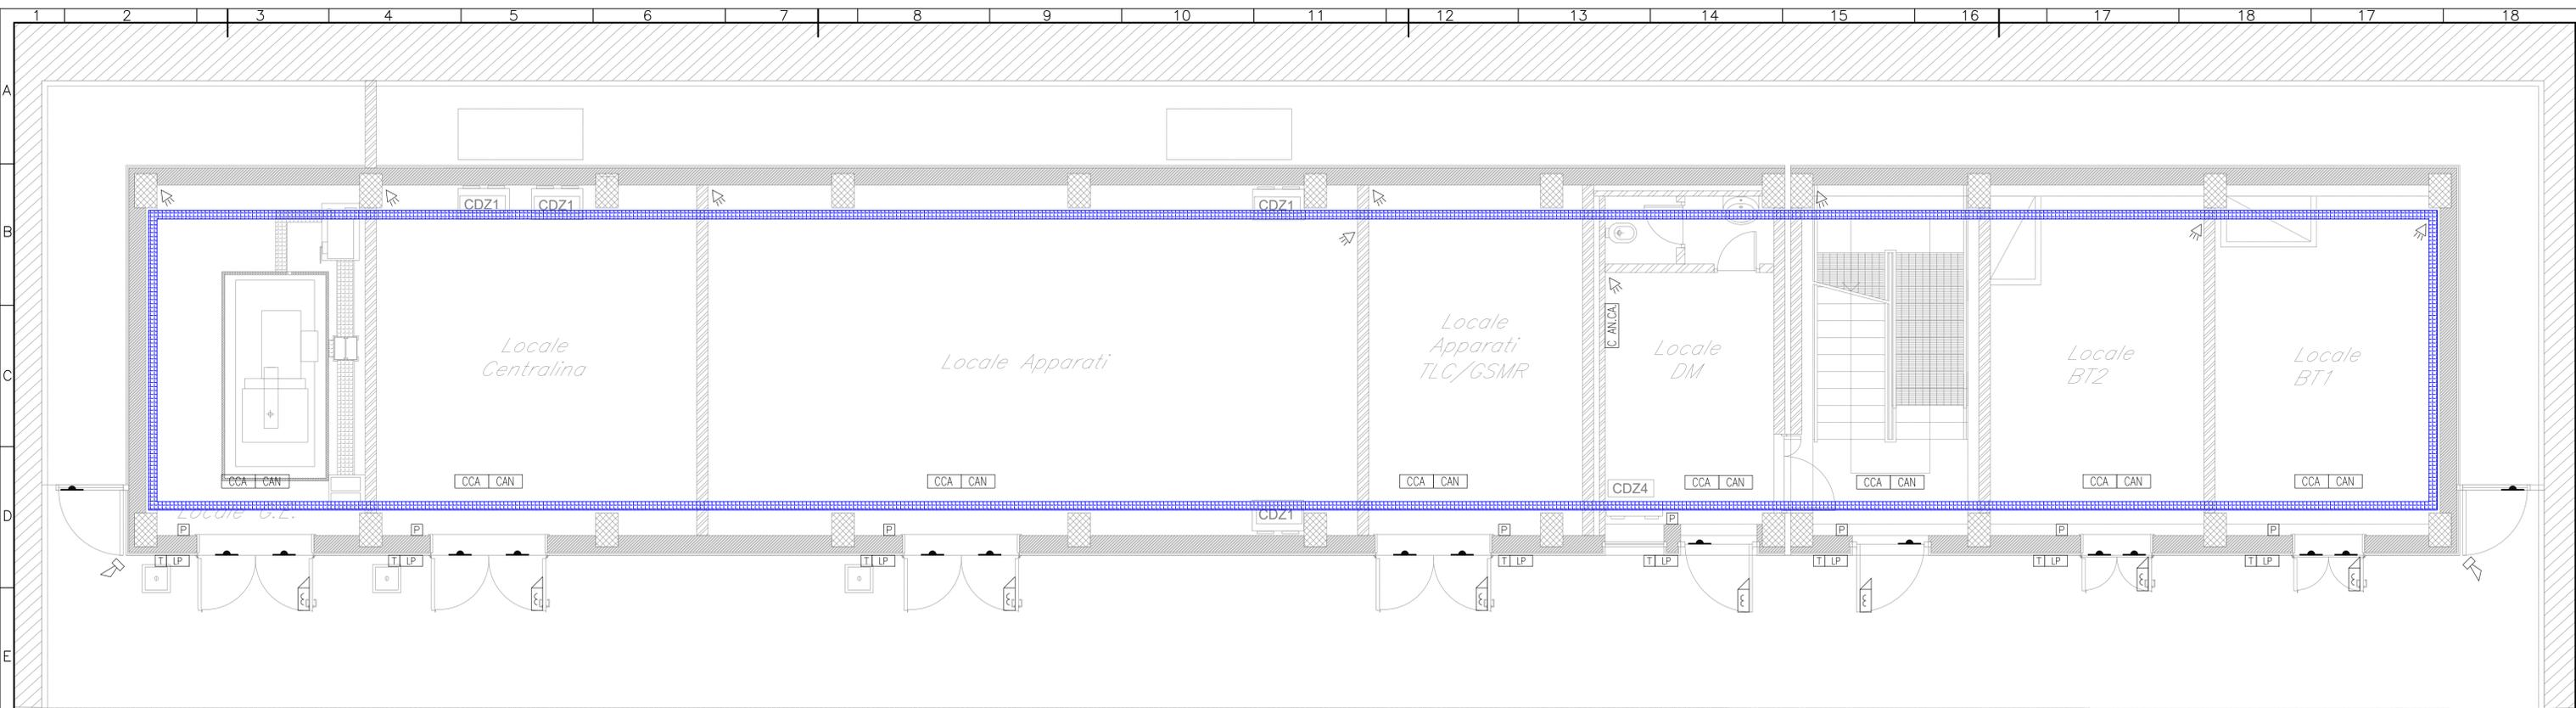 1 2 3 4 5 6 7 8 9 10 11 12 13 14 15 16 17 18 17 18
A
CDZ1 CDZ1 CDZ1
B
C AN.CA.
Locale
Centralina
Locale Apparati
Locale
Apparati
TLC/GSMR
Locale
DM
Locale
BT2
Locale
BT1
C
CCA CAN CCA CAN CCA CAN CCA CAN CCA CAN CCA CAN CCA CAN CCA CAN
CDZ4
D
Locale G.E.
CDZ1
P P P P P P P P
T LP T LP T LP T LP T LP T LP T LP T LP
E